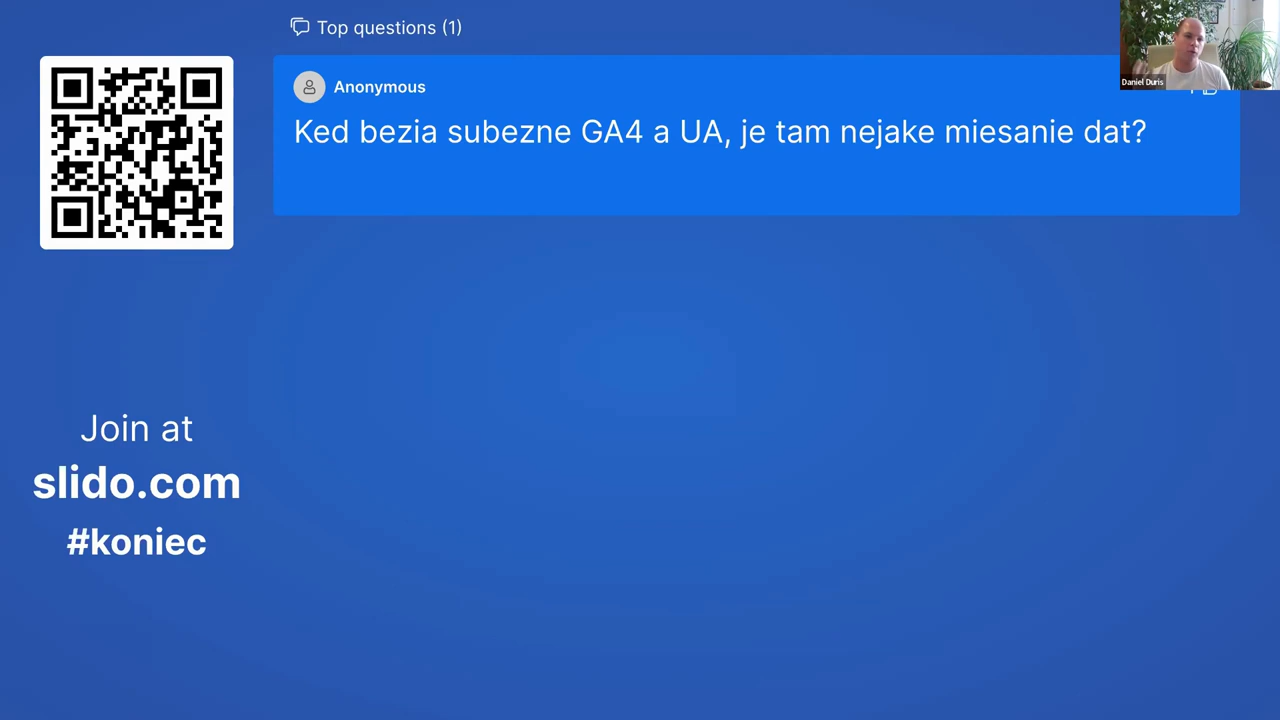 Top questions (1)
Anonymous
Ked bezia subezne GA4 a UA, je tam nejake miesanie dat?
Daniel Duris
Join at
slido.com
#koniec